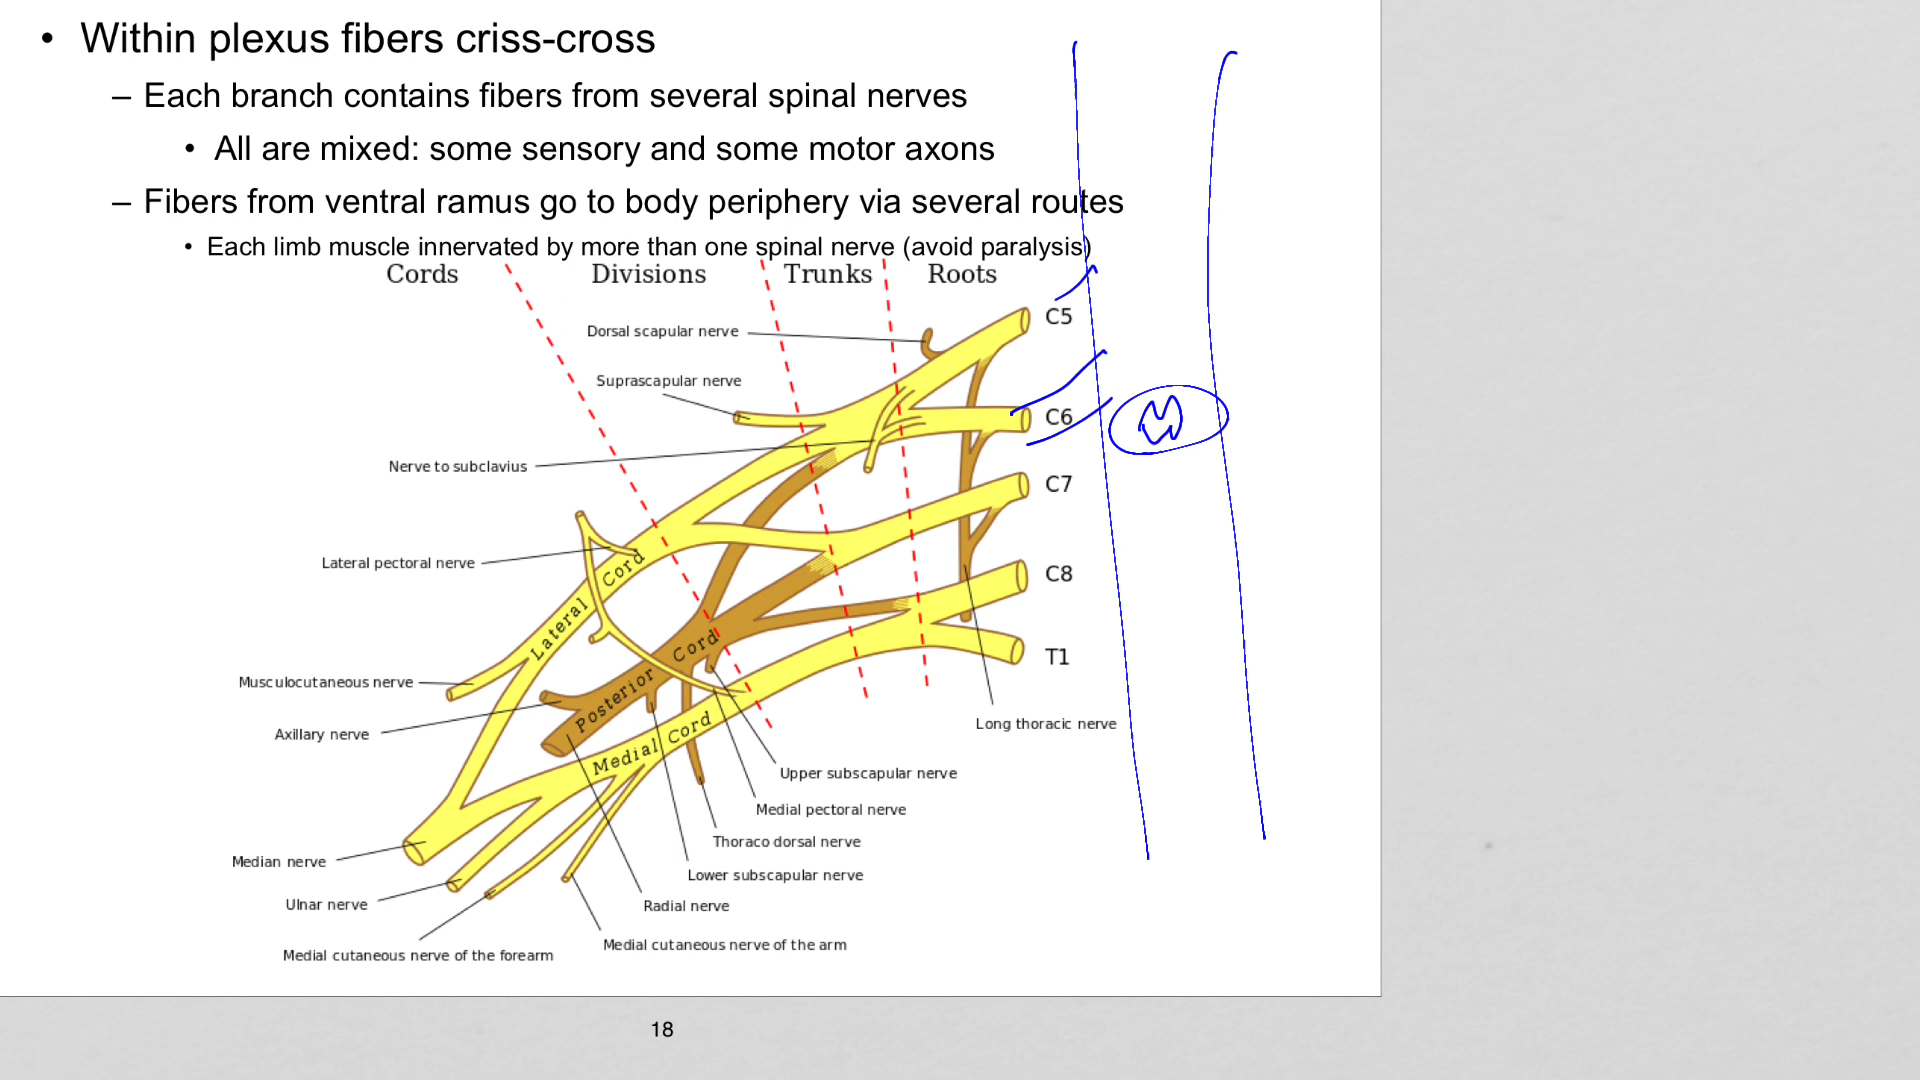 • Within plexus fibers criss-cross
– Each branch contains fibers from several spinal nerves
• All are mixed: some sensory and some motor axons
– Fibers from ventral ramus go to body periphery via several routes
• Each limb muscle innervated by more than one spinal nerve (avoid paralysis)
Cords Divisions Trunks Roots
C5
Dorsal scapular nerve
Suprascapular nerve
C6
Nerve to subclavius
C7
Lateral pectoral nerve
C8
Lateral Cord
Posterior Cord
T1
Musculocutaneous nerve
Axillary nerve
Medial Cord
Long thoracic nerve
Upper subscapular nerve
Medial pectoral nerve
Thoraco dorsal nerve
Median nerve
Lower subscapular nerve
Ulnar nerve
Radial nerve
Medial cutaneous nerve of the arm
Medial cutaneous nerve of the forearm
18